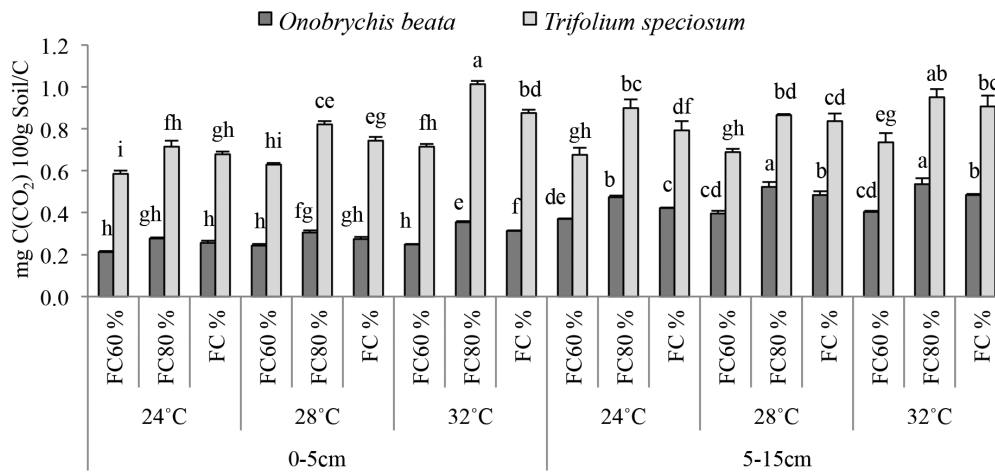 Onobrychis beata Trifolium speciosum
mg C(CO₂) 100g Soil/C
1.2
1.0
0.8
0.6
0.4
0.2
0.0
h i gh fh h gh h hi fg ce gh eg h fh e a f bd de gh b bc c df cd gh a bd b cd cd eg a ab b bc
FC60 % FC80 % FC % FC60 % FC80 % FC % FC60 % FC80 % FC % FC60 % FC80 % FC % FC60 % FC80 % FC % FC60 % FC80 % FC %
24˚C 28˚C 32˚C 24˚C 28˚C 32˚C
0-5cm 5-15cm